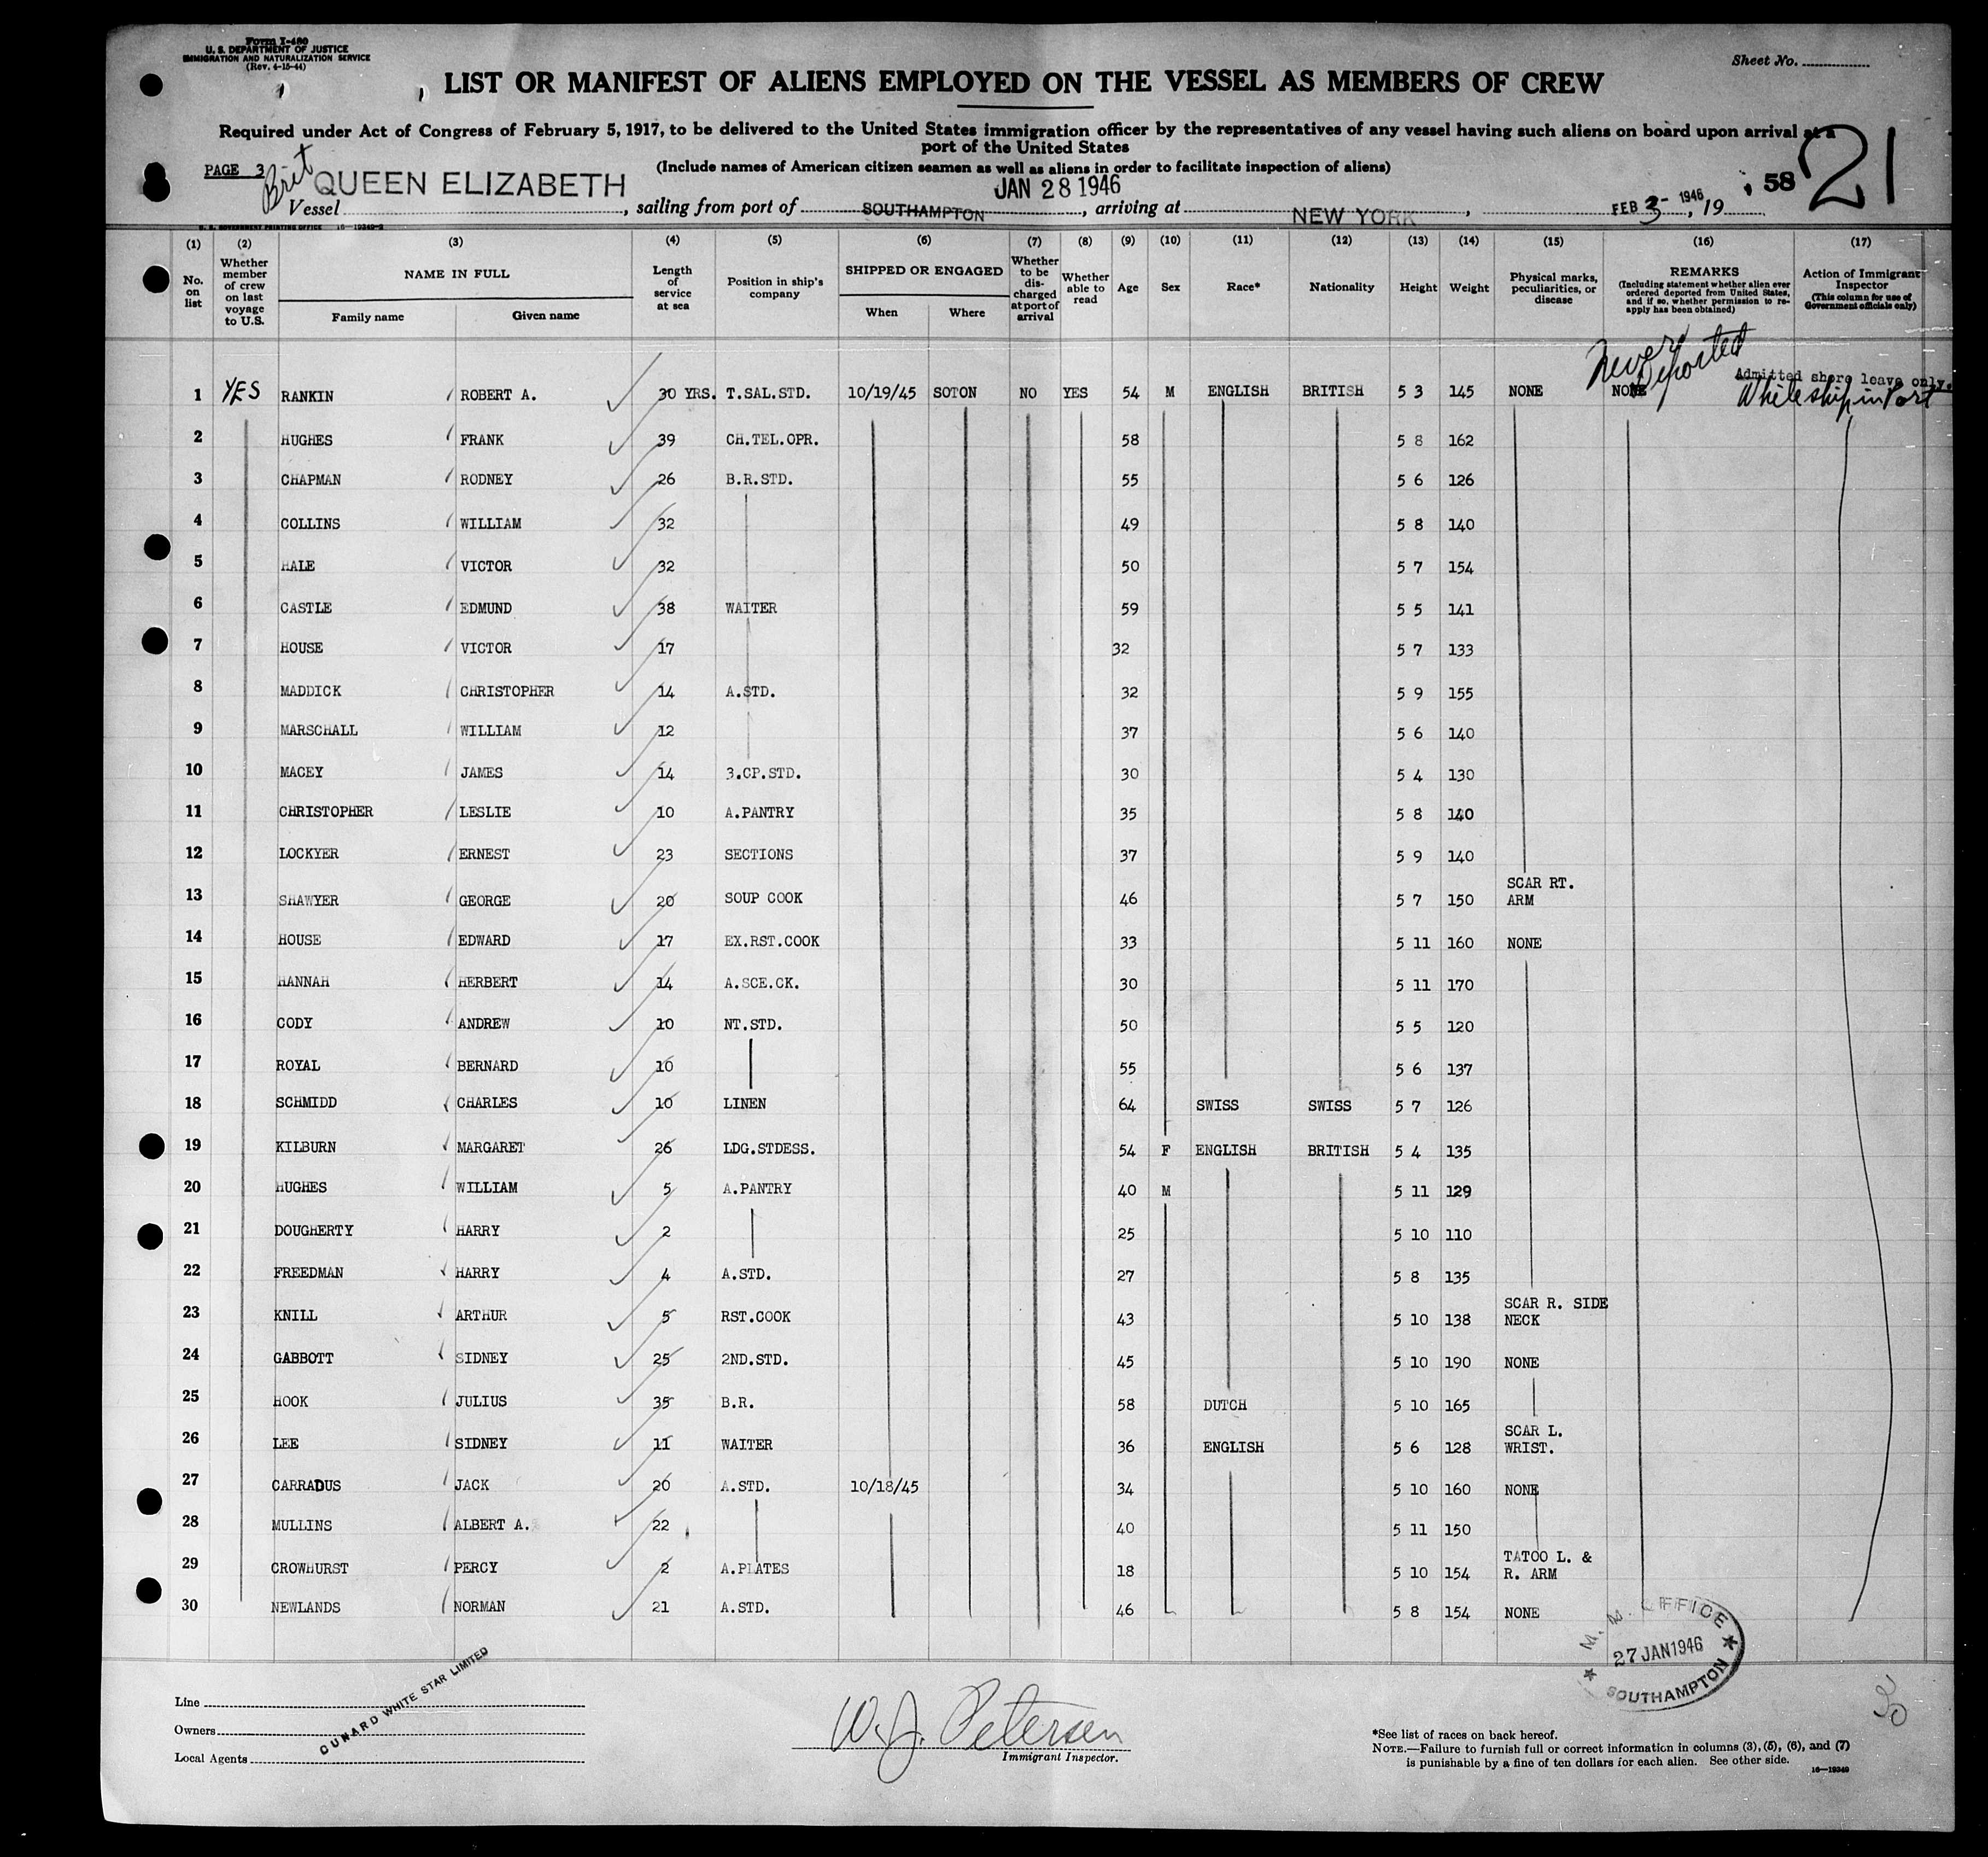 Form I-480
U. S. DEPARTMENT OF JUSTICE
IMMIGRATION AND NATURALIZATION SERVICE
(Rev. 4-15-44)
Sheet No.
LIST OR MANIFEST OF ALIENS EMPLOYED ON THE VESSEL AS MEMBERS OF CREW
Required under Act of Congress of February 5, 1917, to be delivered to the United States immigration officer by the representatives of any vessel having such aliens on board upon arrival at a
port of the United States
(Include names of American citizen seamen as well as aliens in order to facilitate inspection of aliens)
PAGE 3
Brit QUEEN ELIZABETH JAN 28 1946 58 21
Vessel , sailing from port of SOUTHAMPTON , arriving at NEW YORK , FEB 3- 1946 , 19
U. S. GOVERNMENT PRINTING OFFICE 16-19349-2
(1) (2) (3) (4) (5) (6) (7) (8) (9) (10) (11) (12) (13) (14) (15) (16) (17)
No. on list
Whether member of crew on last voyage to U.S.
NAME IN FULL
Family name Given name
Length of service at sea
Position in ship's company
SHIPPED OR ENGAGED
When Where
Whether to be discharged at port of arrival
Whether able to read
Age
Sex
Race*
Nationality
Height
Weight
Physical marks, peculiarities, or disease
REMARKS
(Including statement whether alien ever ordered deported from United States, and if so, whether permission to reapply has been obtained)
Action of Immigrant Inspector
(This column for use of Government officials only)
Never Deported
Admitted shore leave only.
While ship in Port
1 YES RANKIN ROBERT A. 30 YRS. T.SAL.STD. 10/19/45 SOTON NO YES 54 M ENGLISH BRITISH 5 3 145 NONE NONE
2 HUGHES FRANK 39 CH.TEL.OPR. 58 5 8 162
3 CHAPMAN RODNEY 26 B.R.STD. 55 5 6 126
4 COLLINS WILLIAM 32 49 5 8 140
5 HALE VICTOR 32 50 5 7 154
6 CASTLE EDMUND 38 WAITER 59 5 5 141
7 HOUSE VICTOR 17 32 5 7 133
8 MADDICK CHRISTOPHER 14 A.STD. 32 5 9 155
9 MARSCHALL WILLIAM 12 37 5 6 140
10 MACEY JAMES 14 3.CP.STD. 30 5 4 130
11 CHRISTOPHER LESLIE 10 A.PANTRY 35 5 8 140
12 LOCKYER ERNEST 23 SECTIONS 37 5 9 140
13 SHAWYER GEORGE 20 SOUP COOK 46 5 7 150 SCAR RT. ARM
14 HOUSE EDWARD 17 EX.RST.COOK 33 5 11 160 NONE
15 HANNAH HERBERT 14 A.SCE.CK. 30 5 11 170
16 CODY ANDREW 10 NT.STD. 50 5 5 120
17 ROYAL BERNARD 10 55 5 6 137
18 SCHMIDD CHARLES 10 LINEN 64 SWISS SWISS 5 7 126
19 KILBURN MARGARET 26 LDG.STDESS. 54 F ENGLISH BRITISH 5 4 135
20 HUGHES WILLIAM 5 A.PANTRY 40 M 5 11 129
21 DOUGHERTY HARRY 2 25 5 10 110
22 FREEDMAN HARRY 4 A.STD. 27 5 8 135
23 KNILL ARTHUR 5 RST.COOK 43 5 10 138 SCAR R. SIDE NECK
24 GABBOTT SIDNEY 25 2ND.STD. 45 5 10 190 NONE
25 HOOK JULIUS 35 B.R. 58 DUTCH 5 10 165
26 LEE SIDNEY 11 WAITER 36 ENGLISH 5 6 128 SCAR L. WRIST.
27 CARRADUS JACK 20 A.STD. 10/18/45 34 5 10 160 NONE
28 MULLINS ALBERT A. 22 40 5 11 150
29 CROWHURST PERCY 2 A.PLATES 18 5 10 154 TATOO L. & R. ARM
30 NEWLANDS NORMAN 21 A.STD. 46 5 8 154 NONE
M. M. OFFICE
27 JAN 1946
SOUTHAMPTON
Line
Owners
Local Agents
CUNARD WHITE STAR LIMITED
W. J. Petersen
Immigrant Inspector.
30
*See list of races on back hereof.
NOTE.—Failure to furnish full or correct information in columns (3), (5), (6), and (7)
is punishable by a fine of ten dollars for each alien. See other side.
16—19349